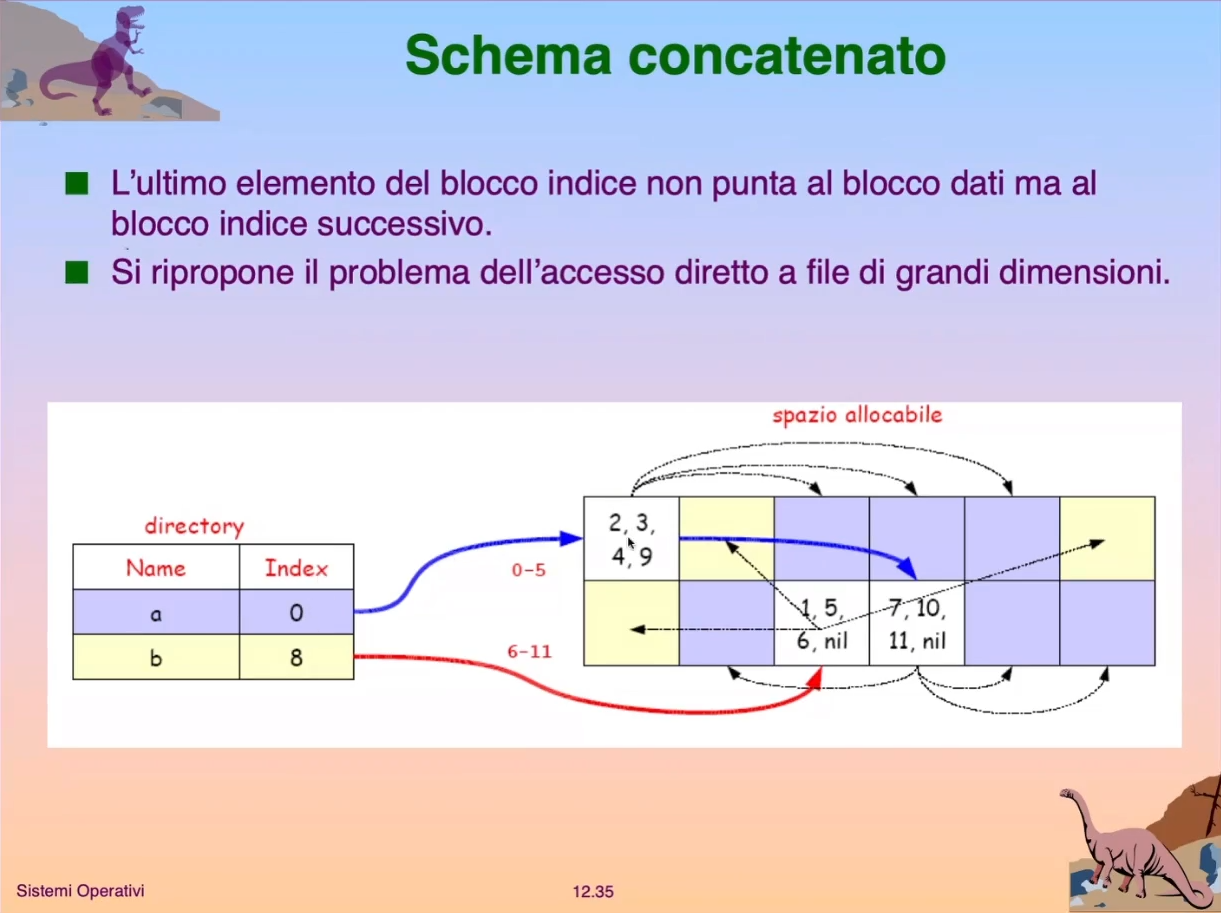 Schema concatenato
L'ultimo elemento del blocco indice non punta al blocco dati ma al
blocco indice successivo.
Si ripropone il problema dell'accesso diretto a file di grandi dimensioni.
spazio allocabile
directory
Name Index
a 0
b 8
0-5
6-11
2, 3,
4, 9
1, 5,
6, nil
7, 10,
11, nil
Sistemi Operativi
12.35